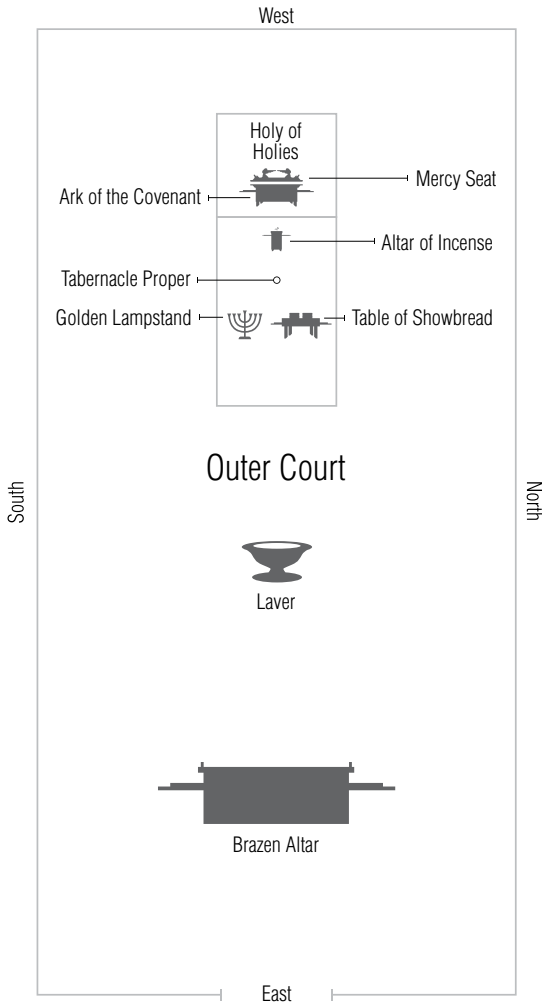 West
Holy of
Holies
Mercy Seat
Ark of the Covenant
Altar of Incense
Tabernacle Proper
Golden Lampstand
Table of Showbread
Outer Court
South
North
Laver
Brazen Altar
East